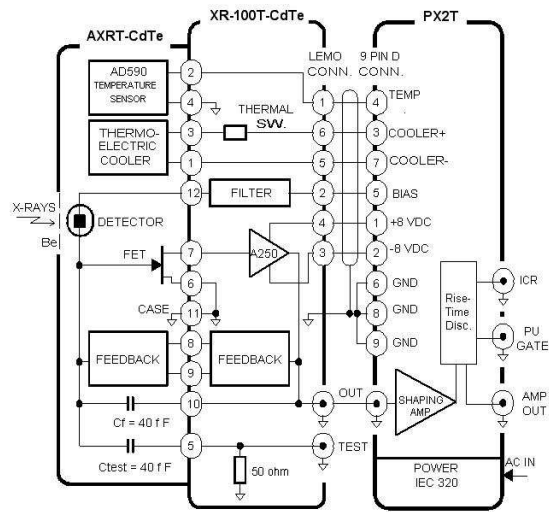 AXRT-CdTe
XR-100T-CdTe
PX2T
LEMO CONN.
9 PIN D CONN.
AD590
TEMPERATURE
SENSOR
2
4
1
4
TEMP
THERMAL
SW.
THERMO-
ELECTRIC
COOLER
3
6
3
COOLER+
1
5
7
COOLER-
12
FILTER
2
5
BIAS
X-RAYS
DETECTOR
Be
4
1
+8 VDC
FET
7
A250
3
2
-8 VDC
6
6
GND
ICR
Rise-
Time
Disc.
CASE
11
8
GND
PU
GATE
FEEDBACK
8
9
FEEDBACK
9
GND
10
OUT
SHAPING
AMP
AMP
OUT
Cf = 40 f F
5
TEST
Ctest = 40 f F
50 ohm
POWER
IEC 320
AC IN